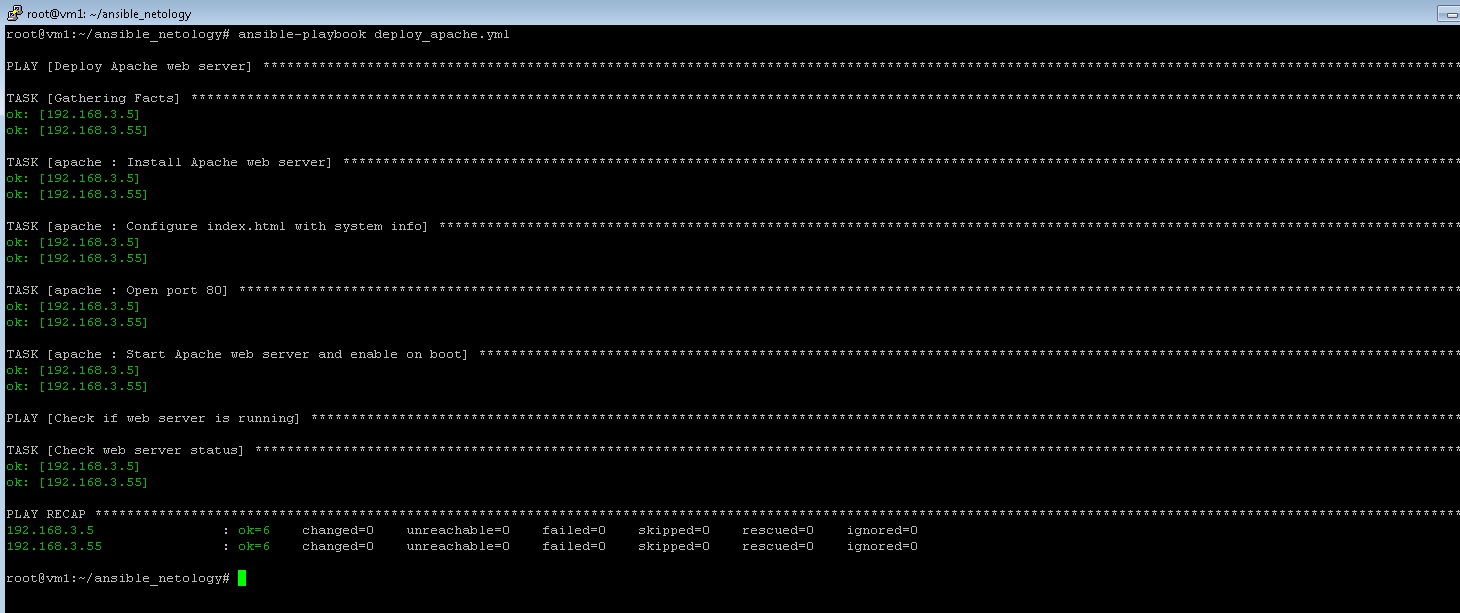 root@vm1: ~/ansible_netology
root@vm1:~/ansible_netology# ansible-playbook deploy_apache.yml
PLAY [Deploy Apache web server] ****************************************************************************************************************************************************
TASK [Gathering Facts] *************************************************************************************************************************************************************
ok: [192.168.3.5]
ok: [192.168.3.55]
TASK [apache : Install Apache web server] ******************************************************************************************************************************************
ok: [192.168.3.5]
ok: [192.168.3.55]
TASK [apache : Configure index.html with system info] ******************************************************************************************************************************
ok: [192.168.3.5]
ok: [192.168.3.55]
TASK [apache : Open port 80] *******************************************************************************************************************************************************
ok: [192.168.3.5]
ok: [192.168.3.55]
TASK [apache : Start Apache web server and enable on boot] *************************************************************************************************************************
ok: [192.168.3.5]
ok: [192.168.3.55]
PLAY [Check if web server is running] **********************************************************************************************************************************************
TASK [Check web server status] *****************************************************************************************************************************************************
ok: [192.168.3.5]
ok: [192.168.3.55]
PLAY RECAP *************************************************************************************************************************************************************************
192.168.3.5                : ok=6    changed=0    unreachable=0    failed=0    skipped=0    rescued=0    ignored=0
192.168.3.55               : ok=6    changed=0    unreachable=0    failed=0    skipped=0    rescued=0    ignored=0
root@vm1:~/ansible_netology#